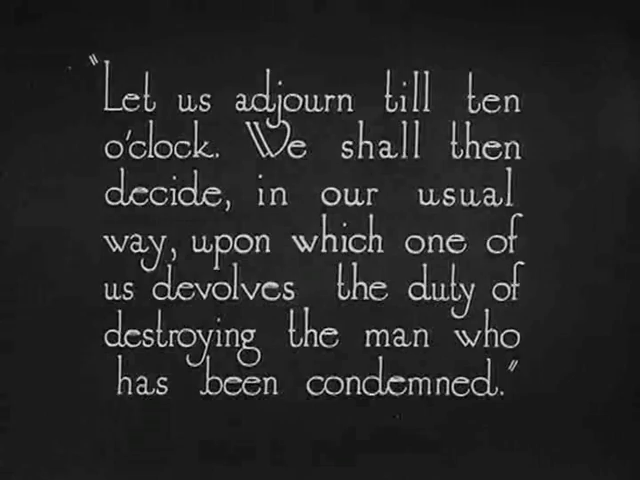 "Let us adjourn till ten
o'clock. We shall then
decide, in our usual
way, upon which one of
us devolves the duty of
destroying the man who
has been condemned."